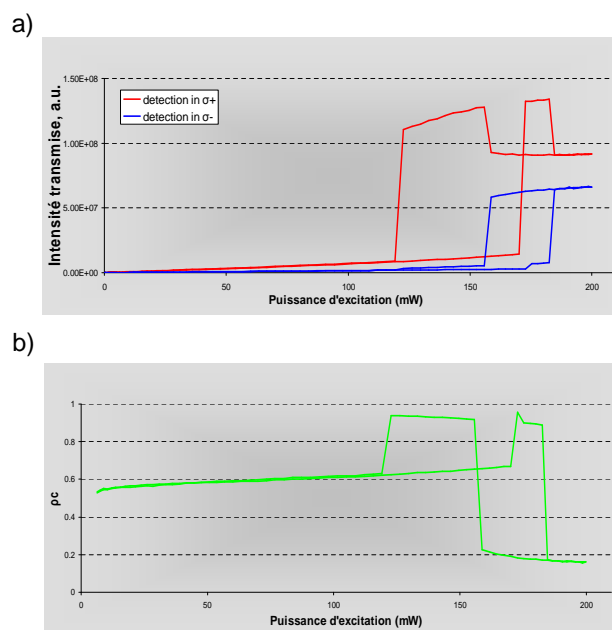 a)
Intensité transmise, a.u.
1.50E+08
1.00E+08
5.00E+07
0.00E+00
detection in σ+
detection in σ-
0 50 100 150 200
Puissance d'excitation (mW)
b)
ρc
1
0.8
0.6
0.4
0.2
0
0 50 100 150 200
Puissance d'excitation (mW)